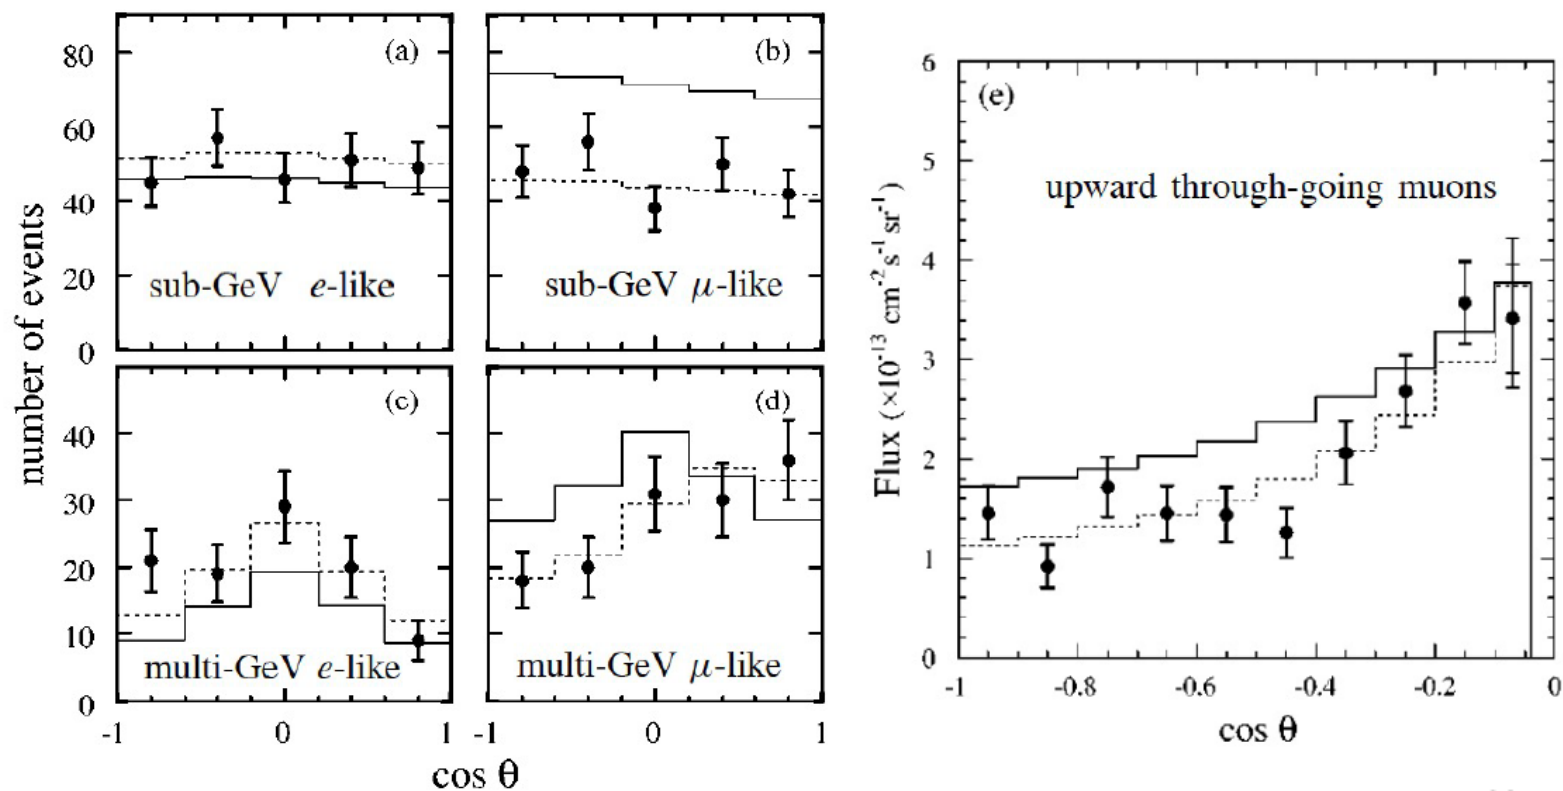 number of events
80
60
40
20
0
(a)
sub-GeV e-like
(b)
sub-GeV μ-like
40
30
20
10
0
(c)
multi-GeV e-like
(d)
multi-GeV μ-like
-1
0
1
-1
0
1
cos θ
Flux (×10⁻¹³ cm⁻² s⁻¹ sr⁻¹)
6
5
4
3
2
1
0
(e)
upward through-going muons
-1
-0.8
-0.6
-0.4
-0.2
0
cos θ